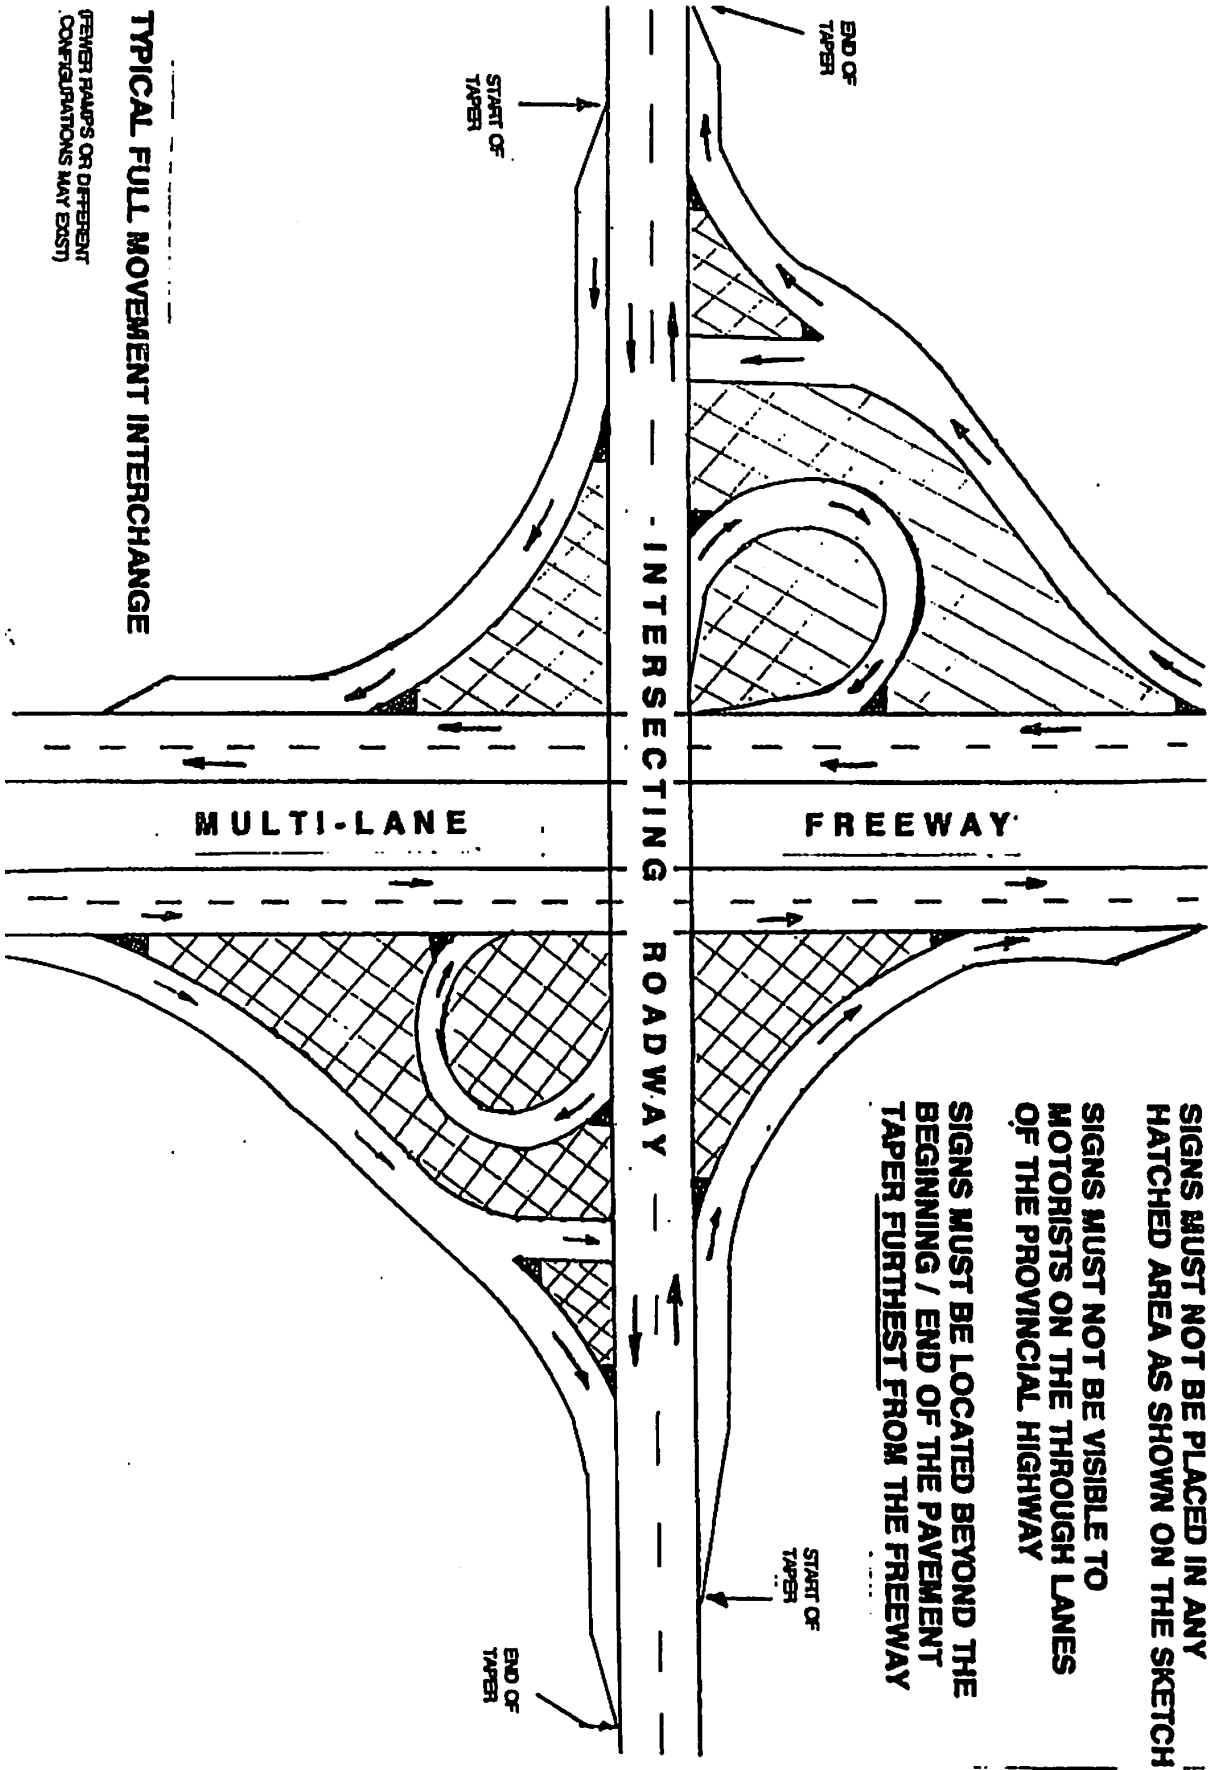 SIGNS MUST NOT BE PLACED IN ANY
HATCHED AREA AS SHOWN ON THE SKETCH
SIGNS MUST NOT BE VISIBLE TO
MOTORISTS ON THE THROUGH LANES
OF THE PROVINCIAL HIGHWAY
SIGNS MUST BE LOCATED BEYOND THE
BEGINNING / END OF THE PAVEMENT
TAPER FURTHEST FROM THE FREEWAY
END OF
TAPER
START OF
TAPER
START OF
TAPER
END OF
TAPER
INTERSECTING ROADWAY
MULTI-LANE FREEWAY
TYPICAL FULL MOVEMENT INTERCHANGE
(FEWER RAMPS OR DIFFERENT
CONFIGURATIONS MAY EXIST)